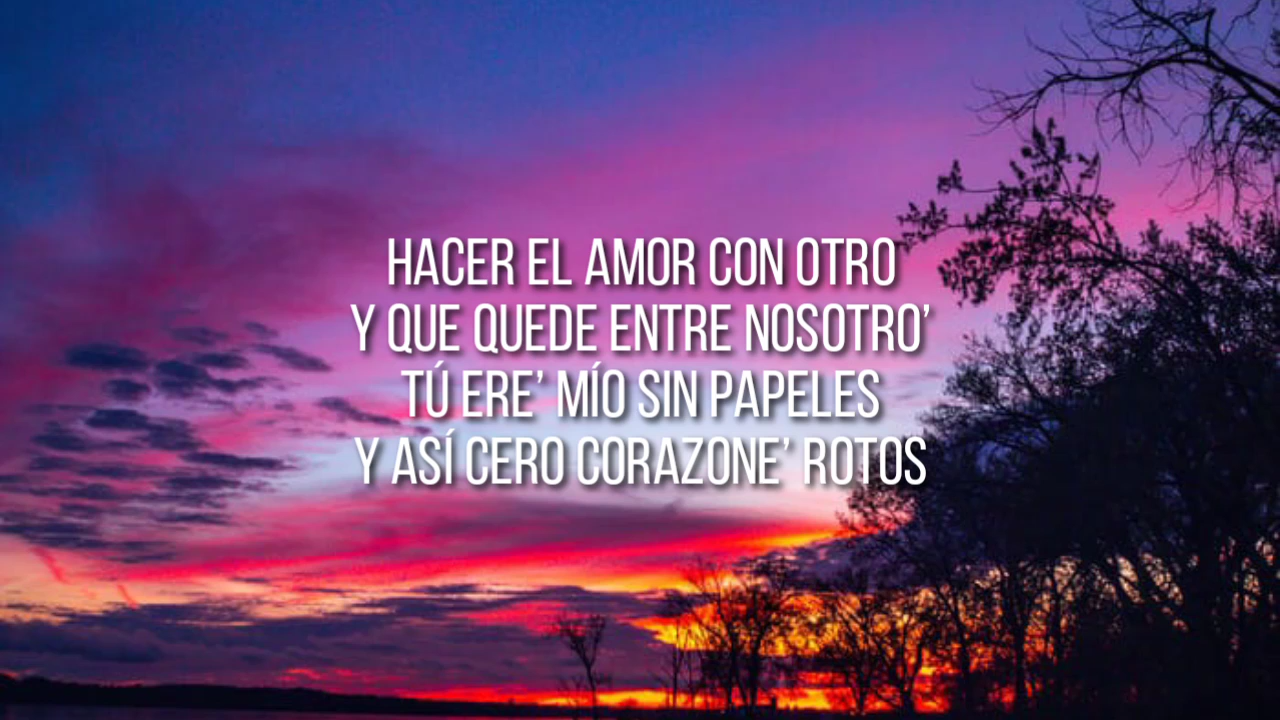 HACER EL AMOR CON OTRO
Y QUE QUEDE ENTRE NOSOTRO’
TÚ ERE’ MÍO SIN PAPELES
Y ASÍ CERO CORAZONE’ ROTOS